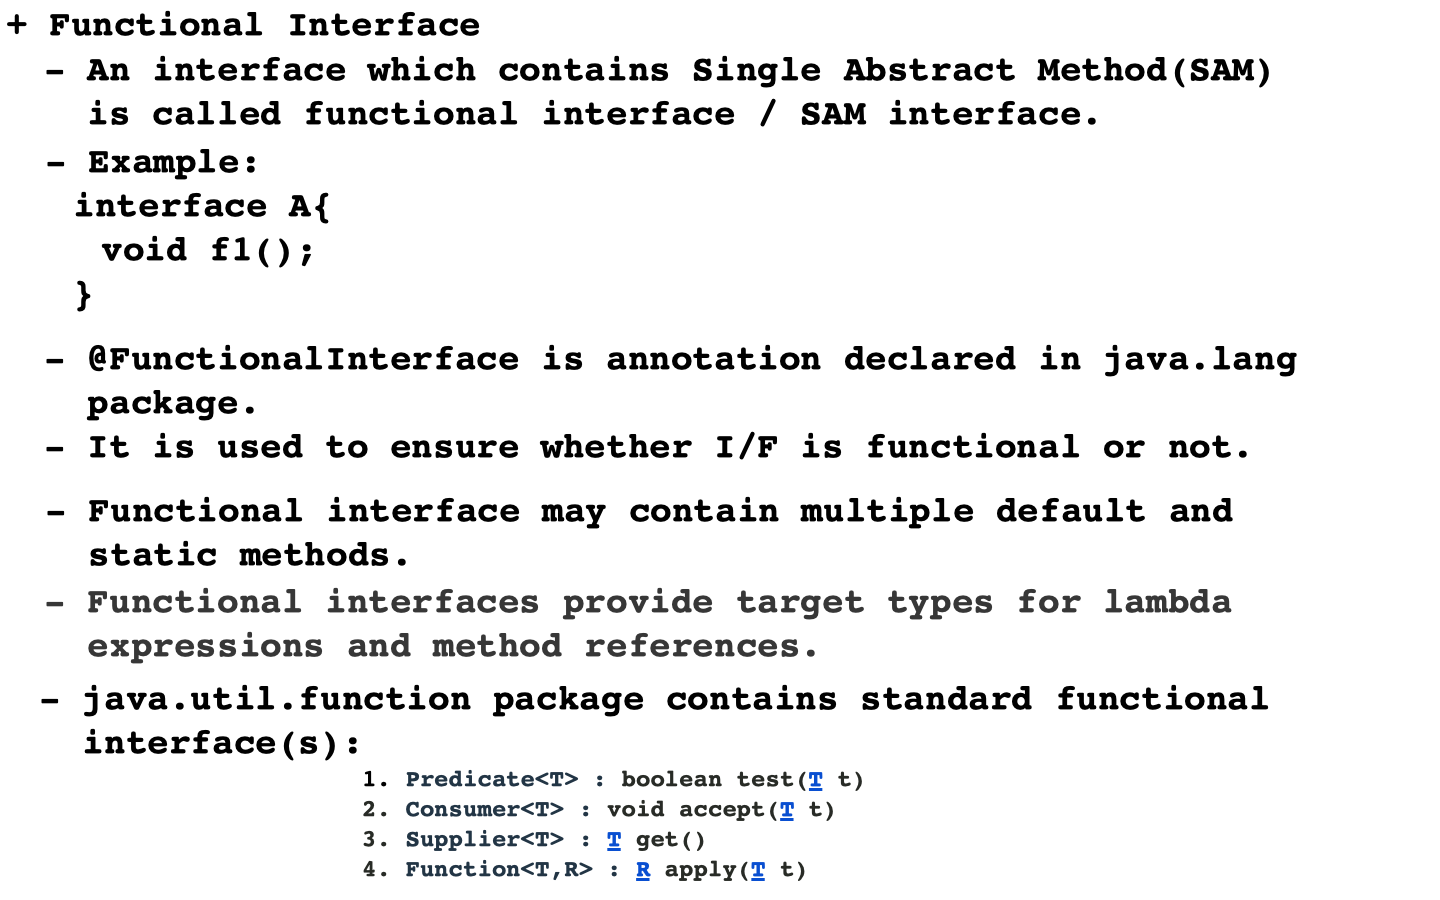 + Functional Interface
- An interface which contains Single Abstract Method(SAM)
is called functional interface / SAM interface.
- Example:
interface A{
void f1();
}
- @FunctionalInterface is annotation declared in java.lang
package.
- It is used to ensure whether I/F is functional or not.
- Functional interface may contain multiple default and
static methods.
- Functional interfaces provide target types for lambda
expressions and method references.
- java.util.function package contains standard functional
interface(s):
1. Predicate<T> : boolean test(T t)
2. Consumer<T> : void accept(T t)
3. Supplier<T> : T get()
4. Function<T,R> : R apply(T t)